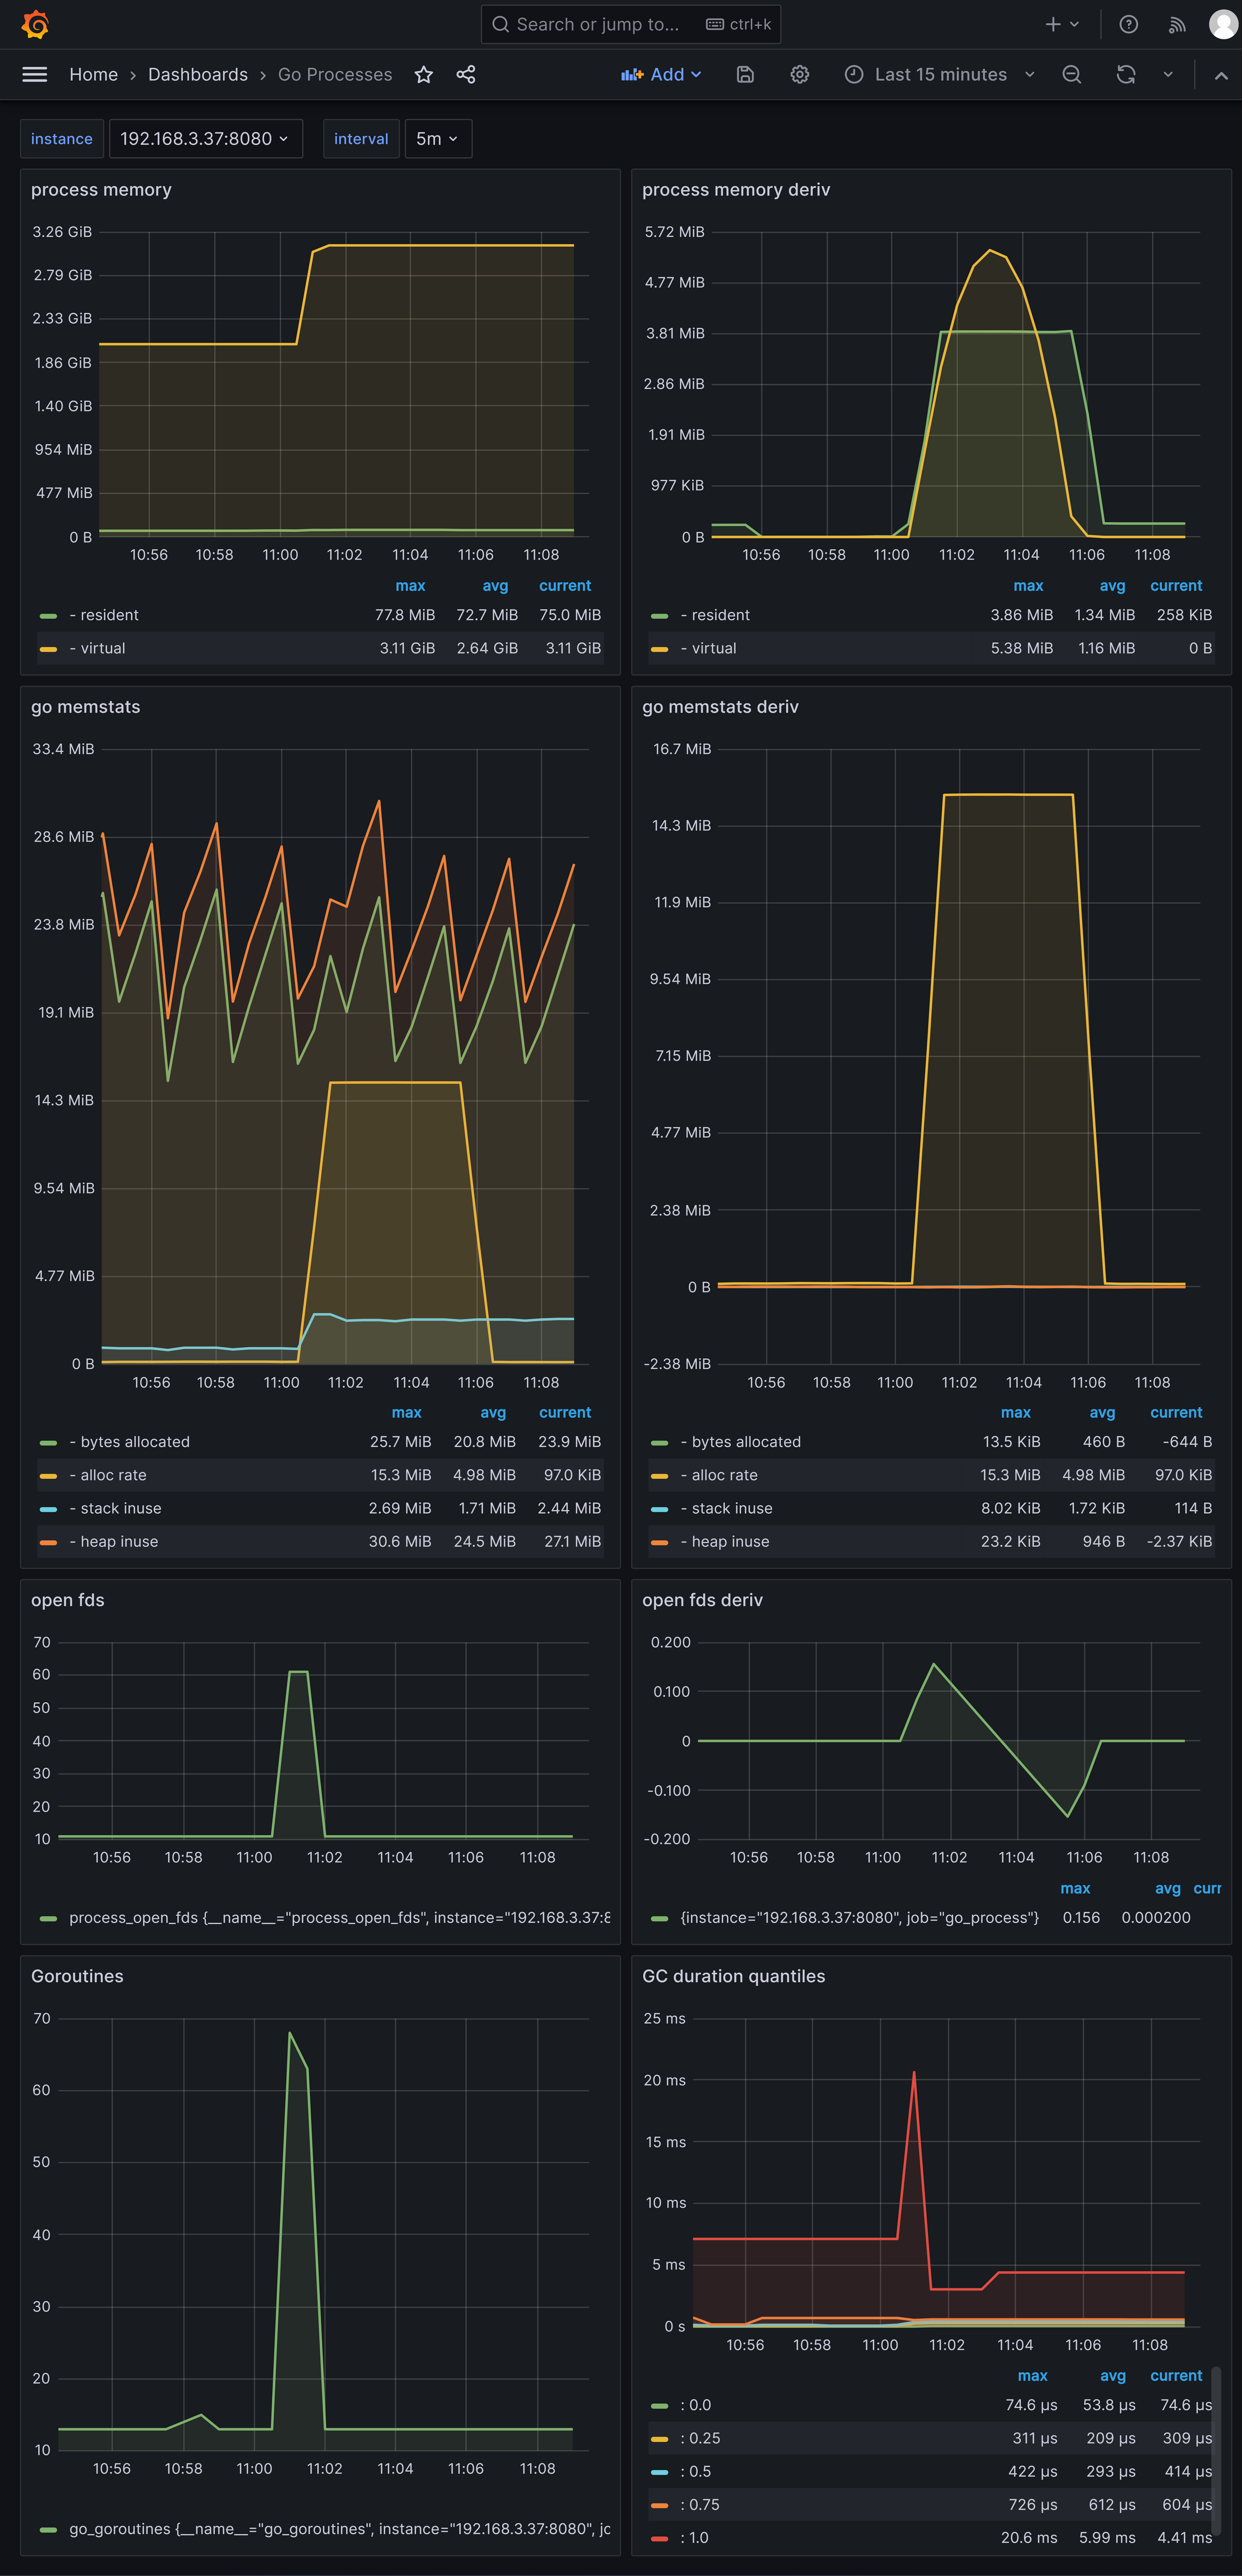 Search or jump to... ctrl+k
Home › Dashboards › Go Processes Add Last 15 minutes
instance 192.168.3.37:8080 interval 5m
process memory
3.26 GiB
2.79 GiB
2.33 GiB
1.86 GiB
1.40 GiB
954 MiB
477 MiB
0 B
10:56 10:58 11:00 11:02 11:04 11:06 11:08
max avg current
- resident 77.8 MiB 72.7 MiB 75.0 MiB
- virtual 3.11 GiB 2.64 GiB 3.11 GiB
process memory deriv
5.72 MiB
4.77 MiB
3.81 MiB
2.86 MiB
1.91 MiB
977 KiB
0 B
10:56 10:58 11:00 11:02 11:04 11:06 11:08
max avg current
- resident 3.86 MiB 1.34 MiB 258 KiB
- virtual 5.38 MiB 1.16 MiB 0 B
go memstats
33.4 MiB
28.6 MiB
23.8 MiB
19.1 MiB
14.3 MiB
9.54 MiB
4.77 MiB
0 B
10:56 10:58 11:00 11:02 11:04 11:06 11:08
max avg current
- bytes allocated 25.7 MiB 20.8 MiB 23.9 MiB
- alloc rate 15.3 MiB 4.98 MiB 97.0 KiB
- stack inuse 2.69 MiB 1.71 MiB 2.44 MiB
- heap inuse 30.6 MiB 24.5 MiB 27.1 MiB
go memstats deriv
16.7 MiB
14.3 MiB
11.9 MiB
9.54 MiB
7.15 MiB
4.77 MiB
2.38 MiB
0 B
-2.38 MiB
10:56 10:58 11:00 11:02 11:04 11:06 11:08
max avg current
- bytes allocated 13.5 KiB 460 B -644 B
- alloc rate 15.3 MiB 4.98 MiB 97.0 KiB
- stack inuse 8.02 KiB 1.72 KiB 114 B
- heap inuse 23.2 KiB 946 B -2.37 KiB
open fds
70
60
50
40
30
20
10
10:56 10:58 11:00 11:02 11:04 11:06 11:08
process_open_fds {__name__="process_open_fds", instance="192.168.3.37:8
open fds deriv
0.200
0.100
0
-0.100
-0.200
10:56 10:58 11:00 11:02 11:04 11:06 11:08
max avg curr
{instance="192.168.3.37:8080", job="go_process"} 0.156 0.000200
Goroutines
70
60
50
40
30
20
10
10:56 10:58 11:00 11:02 11:04 11:06 11:08
go_goroutines {__name__="go_goroutines", instance="192.168.3.37:8080", jc
GC duration quantiles
25 ms
20 ms
15 ms
10 ms
5 ms
0 s
10:56 10:58 11:00 11:02 11:04 11:06 11:08
max avg current
: 0.0 74.6 µs 53.8 µs 74.6 µs
: 0.25 311 µs 209 µs 309 µs
: 0.5 422 µs 293 µs 414 µs
: 0.75 726 µs 612 µs 604 µs
: 1.0 20.6 ms 5.99 ms 4.41 ms